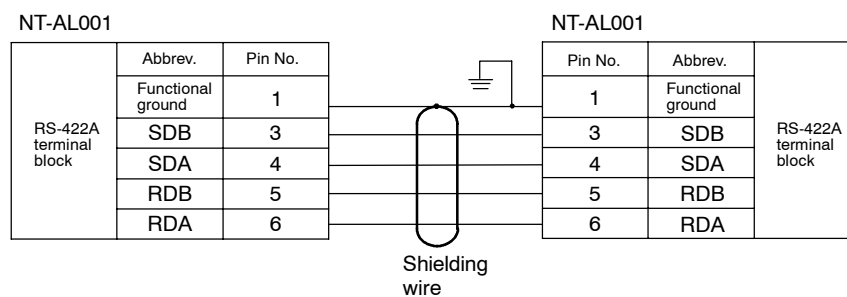 NT-AL001
NT-AL001
RS-422A
terminal
block
Abbrev. Pin No.
Functional
ground 1
SDB 3
SDA 4
RDB 5
RDA 6
Pin No. Abbrev.
1 Functional
ground
3 SDB
4 SDA
5 RDB
6 RDA
RS-422A
terminal
block
Shielding
wire